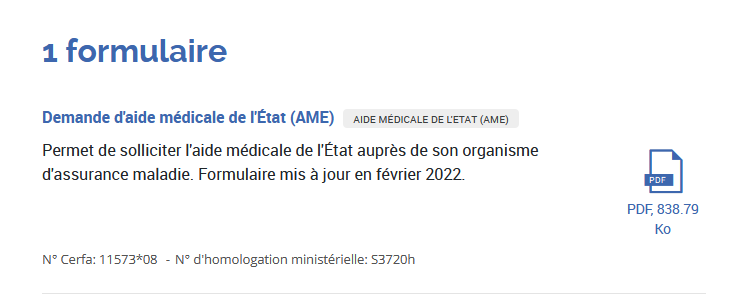 1 formulaire
Demande d'aide médicale de l'État (AME) AIDE MÉDICALE DE L'ETAT (AME)
Permet de solliciter l'aide médicale de l'État auprès de son organisme
d'assurance maladie. Formulaire mis à jour en février 2022.
PDF
PDF, 838.79
Ko
N° Cerfa: 11573*08 - N° d'homologation ministérielle: S3720h